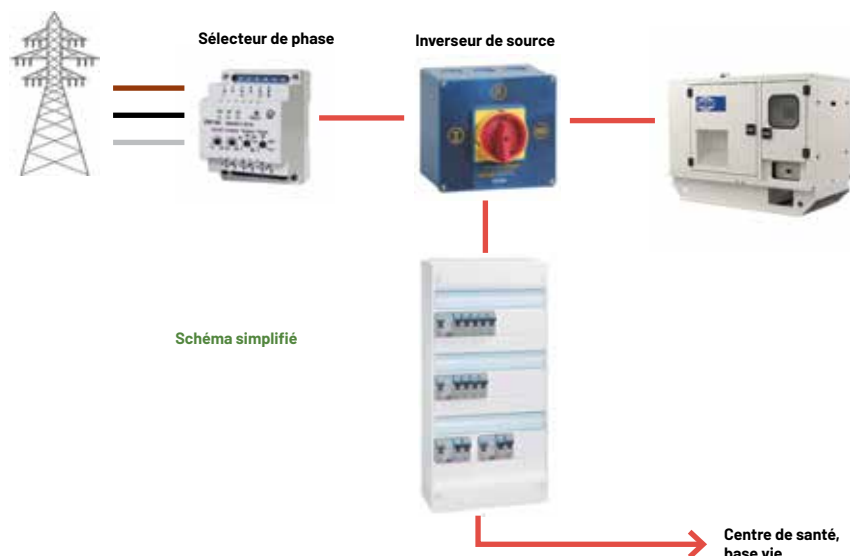 Sélecteur de phase
Inverseur de source
Schéma simplifié
Centre de santé,
base vie